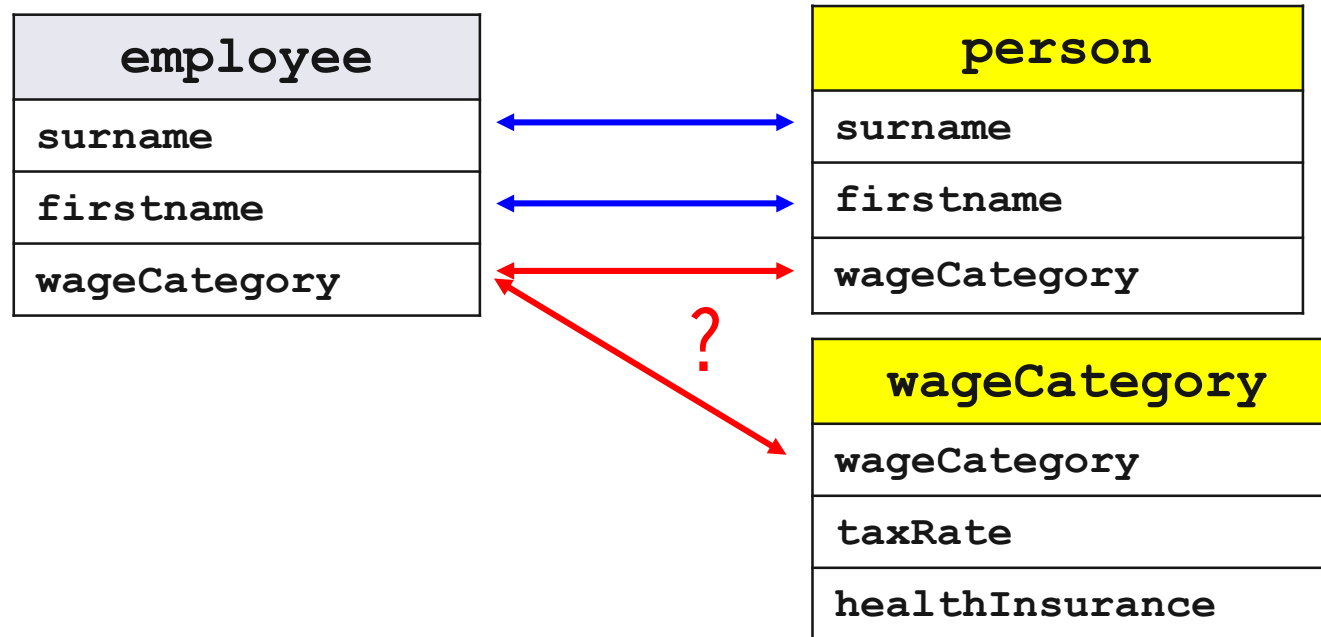 employee
surname
firstname
wageCategory
person
surname
firstname
wageCategory
?
wageCategory
wageCategory
taxRate
healthInsurance